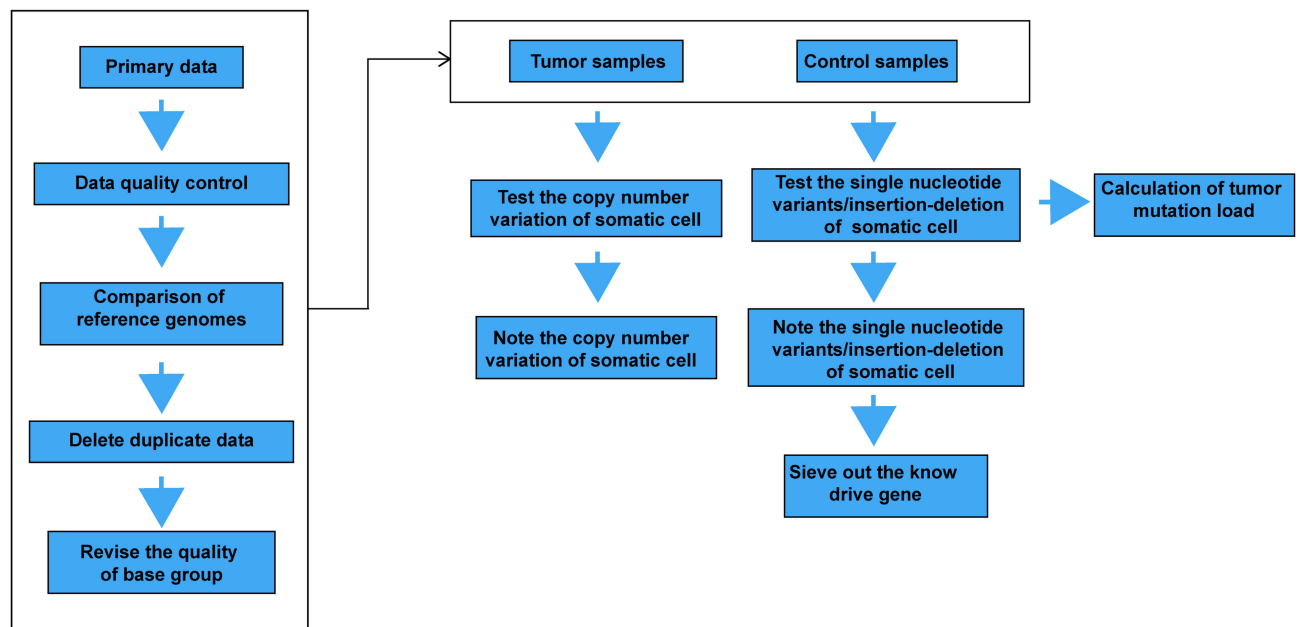 Primary data
Data quality control
Comparison of
reference genomes
Delete duplicate data
Revise the quality
of base group
Tumor samples
Control samples
Test the copy number
variation of somatic cell
Note the copy number
variation of somatic cell
Test the single nucleotide
variants/insertion-deletion
of somatic cell
Note the single nucleotide
variants/insertion-deletion
of somatic cell
Sieve out the know
drive gene
Calculation of tumor
mutation load